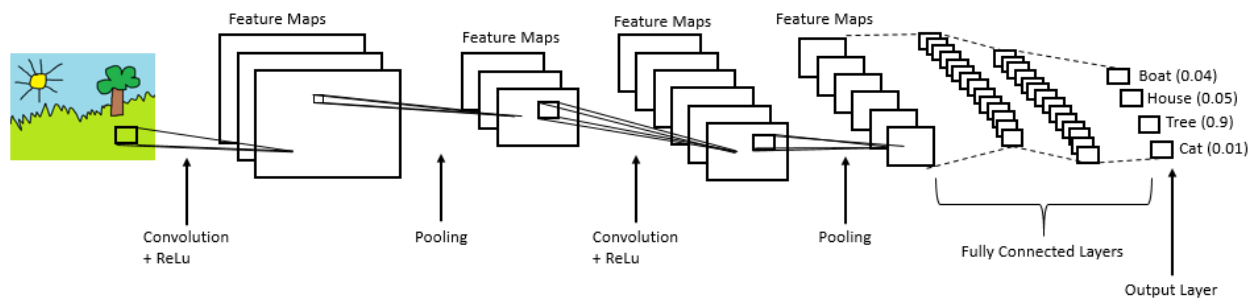 Feature Maps
Feature Maps
Feature Maps
Feature Maps
Boat (0.04)
House (0.05)
Tree (0.9)
Cat (0.01)
Convolution
+ ReLu
Pooling
Convolution
+ ReLu
Pooling
Fully Connected Layers
Output Layer